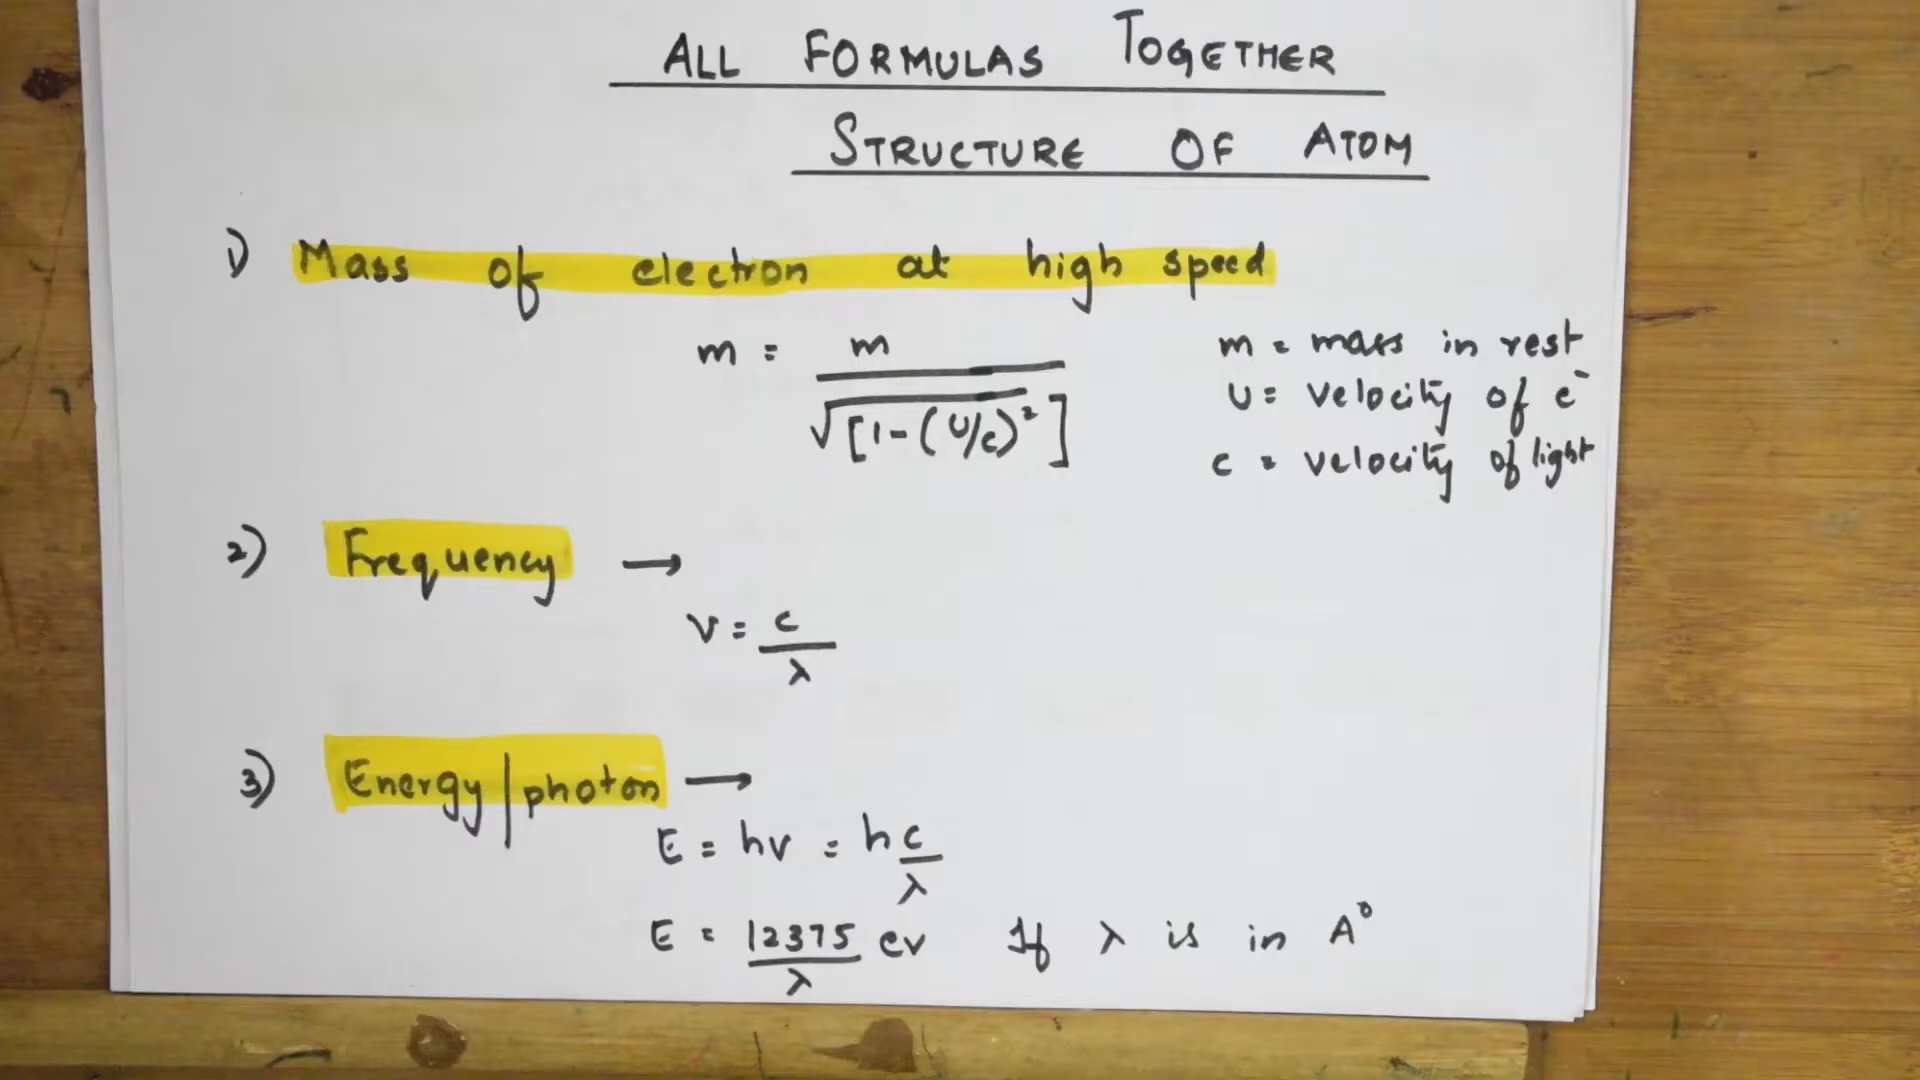 ALL FORMULAS TOGETHER
STRUCTURE OF ATOM
1) Mass of electron at high speed
m = m / √[1-(u/c)²]
m = mass in rest
u = velocity of e⁻
c = velocity of light
2) Frequency →
ν = c / λ
3) Energy | photon →
E = hν = h c / λ
E = 12375 / λ ev If λ is in A°